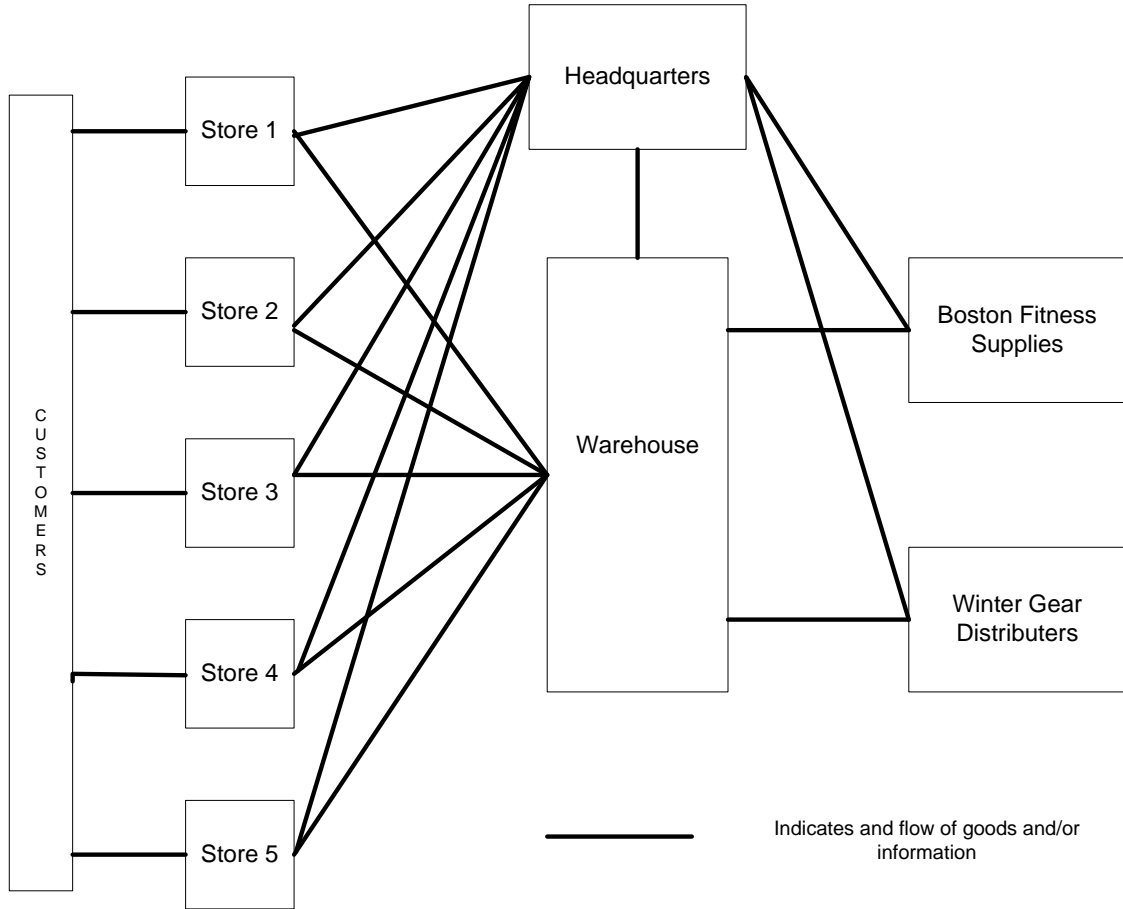 Headquarters
Store 1
Store 2
Boston Fitness
Supplies
CUSTOMERS
Warehouse
Store 3
Winter Gear
Distributers
Store 4
Store 5
Indicates and flow of goods and/or
information